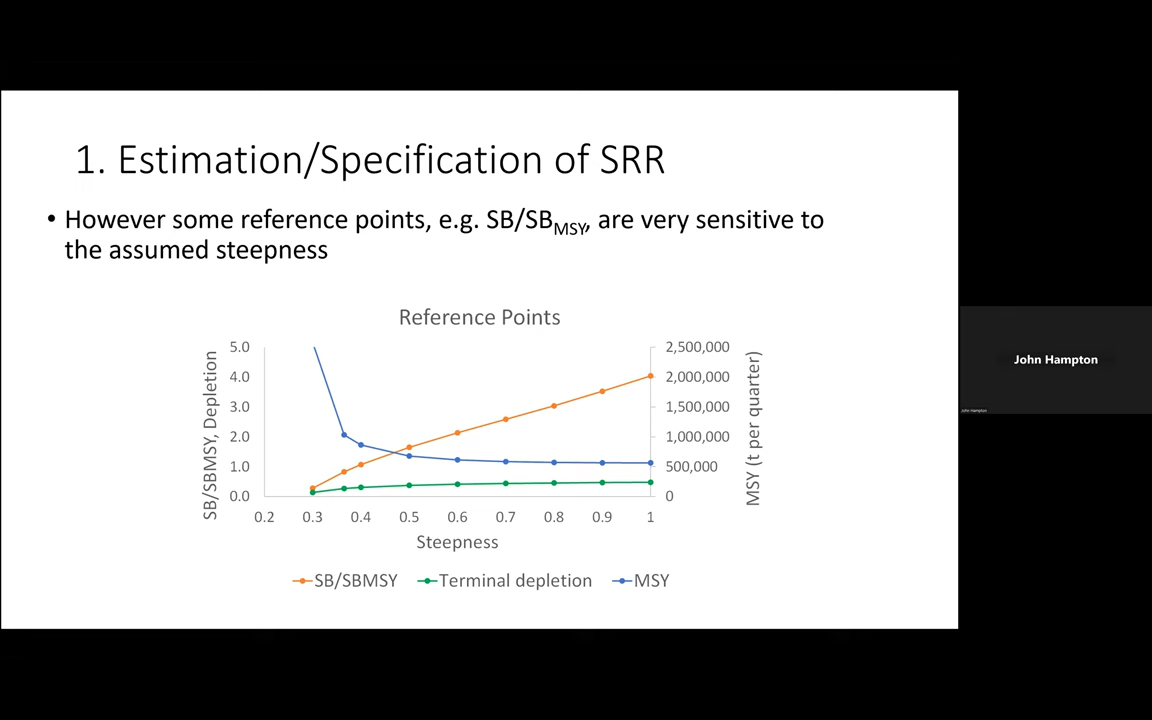 1. Estimation/Specification of SRR
• However some reference points, e.g. SB/SBMSY, are very sensitive to
the assumed steepness
Reference Points
SB/SBMSY, Depletion
5.0
4.0
3.0
2.0
1.0
0.0
2,500,000
2,000,000
1,500,000
1,000,000
500,000
0
MSY (t per quarter)
0.2 0.3 0.4 0.5 0.6 0.7 0.8 0.9 1
Steepness
SB/SBMSY Terminal depletion MSY
John Hampton
John Hampton